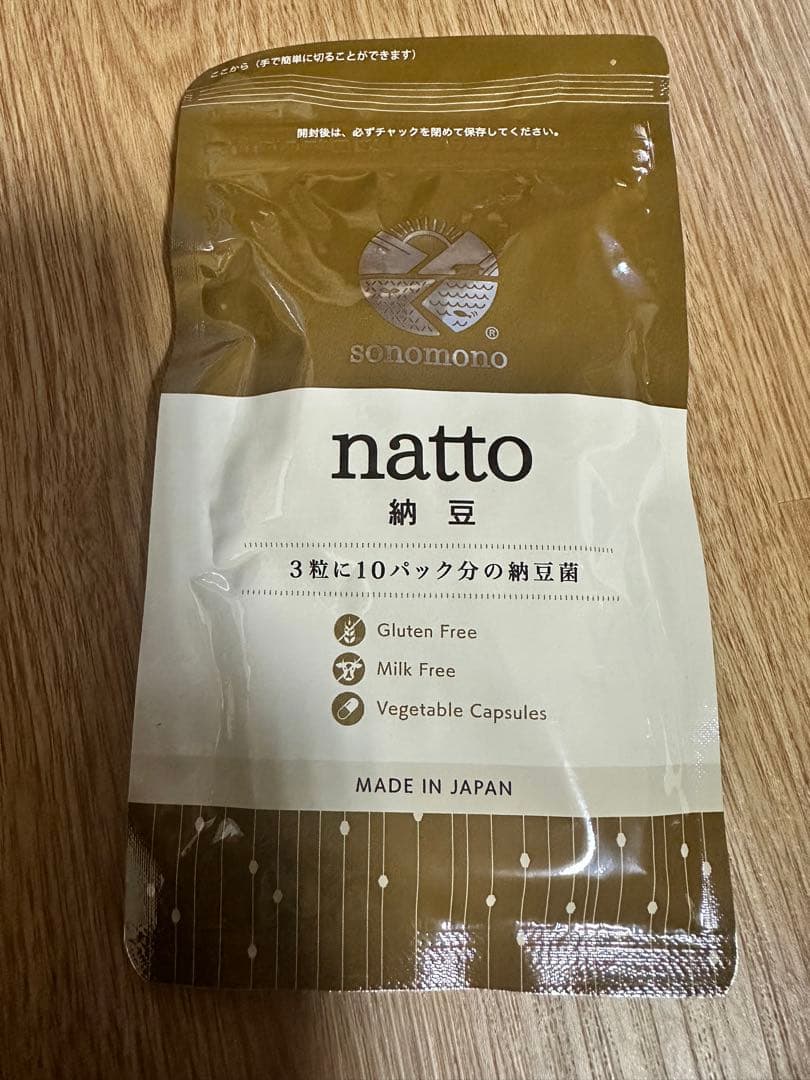 ここから（手で簡単に切ることができます）
開封後は、必ずチャックを閉めて保存してください。
®
sonomono
natto
納豆
3粒に10パック分の納豆菌
Gluten Free
Milk Free
Vegetable Capsules
MADE IN JAPAN